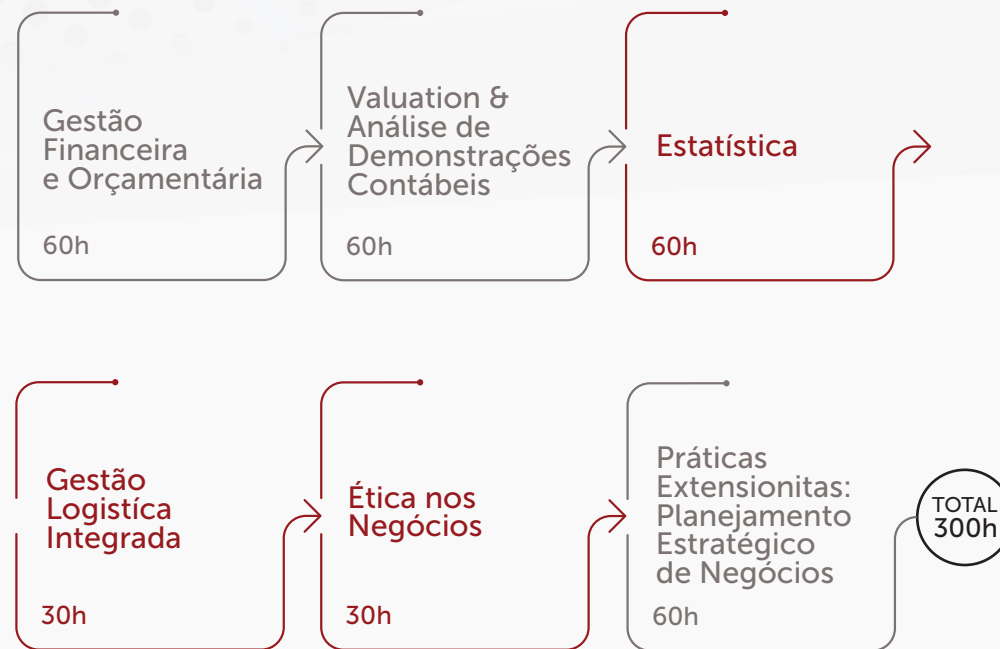 Gestão
Financeira
e Orçamentária
60h
Valuation &
Análise de
Demonstrações
Contábeis
60h
Estatística
60h
Gestão
Logistíca
Integrada
30h
Ética nos
Negócios
30h
Práticas
Extensionitas:
Planejamento
Estratégico
de Negócios
60h
TOTAL
300h